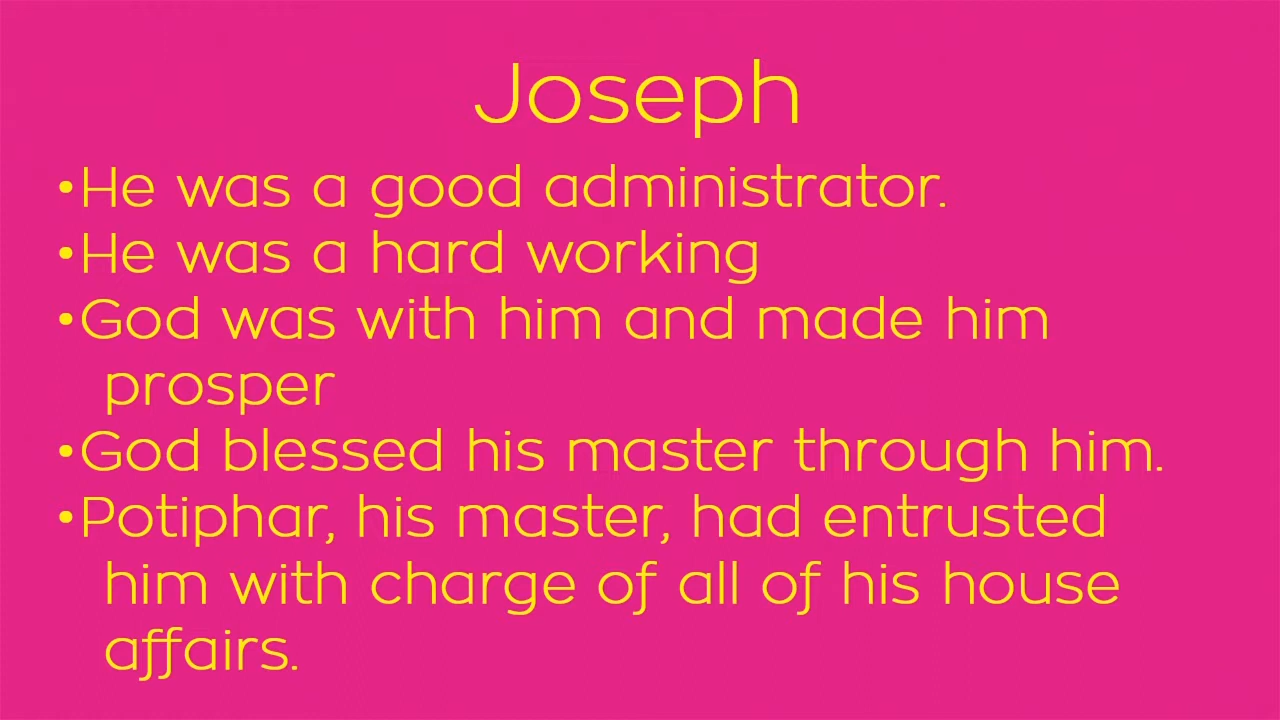 Joseph
•He was a good administrator.
•He was a hard working
•God was with him and made him
prosper
•God blessed his master through him.
•Potiphar, his master, had entrusted
him with charge of all of his house
affairs.